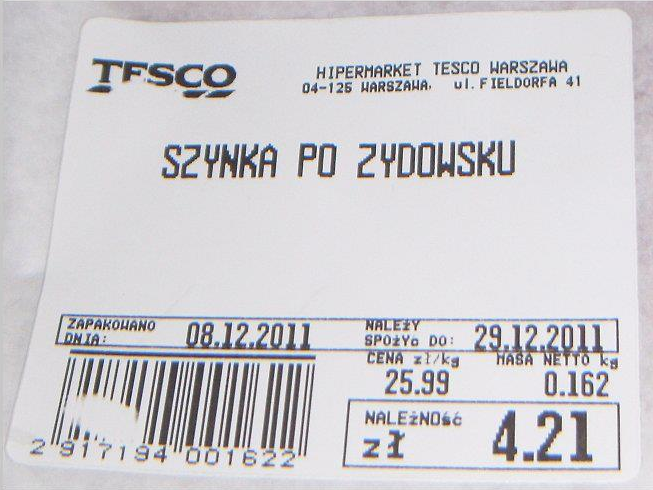 TESCO
HIPERMARKET TESCO WARSZAWA
04-125 WARSZAWA, ul. FIELDORFA 41
SZYNKA PO ZYDOWSKU
ZAPAKOWANO
DNIA: 08.12.2011
NALEŻY
SPOŻYć DO: 29.12.2011
CENA zł/kg MASA NETTO kg
25.99 0.162
NALEŻNOść
zł 4.21
2 917194 001622